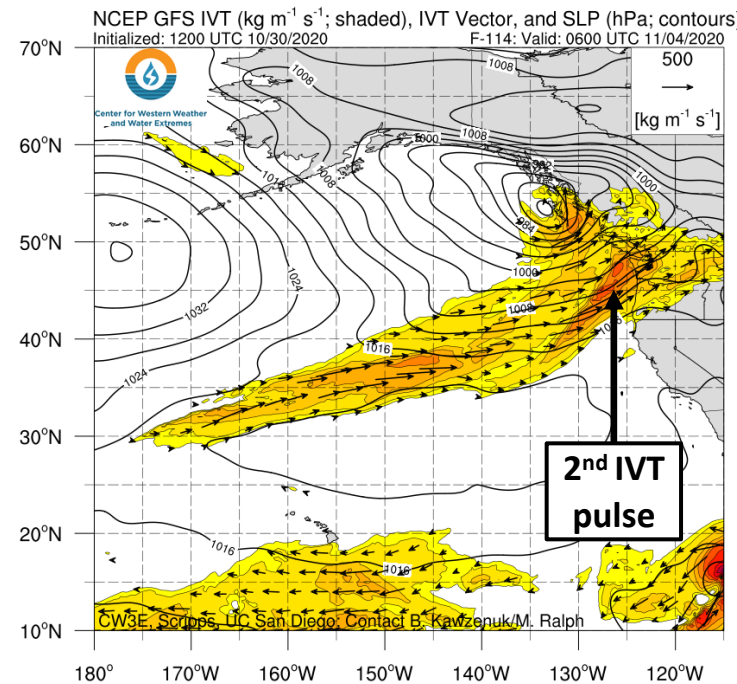 NCEP GFS IVT (kg m⁻¹ s⁻¹; shaded), IVT Vector, and SLP (hPa; contours)
Initialized: 1200 UTC 10/30/2020 F-114: Valid: 0600 UTC 11/04/2020
70°N
500
[kg m⁻¹ s⁻¹]
Center for Western Weather
and Water Extremes
1008
1008
60°N
1000
1008
1016
1008
1000
984
50°N
1024
1000
1032
1008
40°N
1016
1024
30°N
2nd IVT
pulse
20°N
1016
1016
10°N
CW3E, Scripps, UC San Diego; Contact B. Kawzenuk/M. Ralph
180° 170°W 160°W 150°W 140°W 130°W 120°W